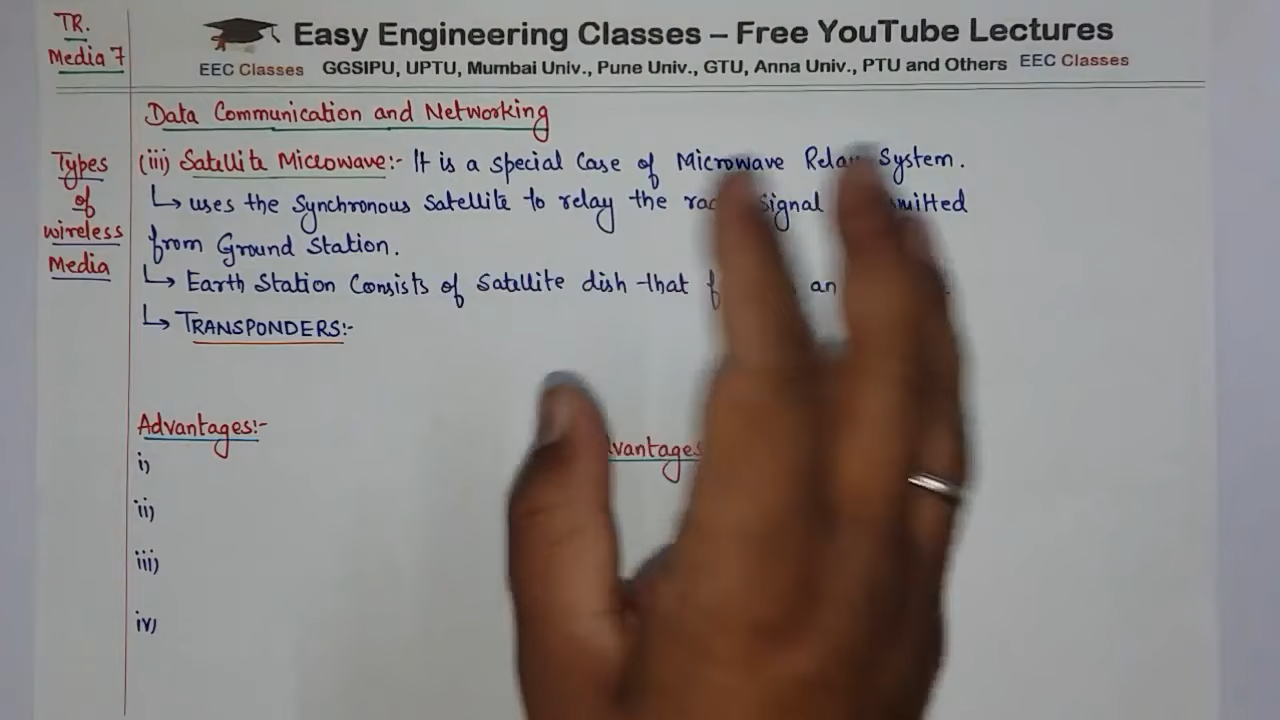 TR.
Media 7
Easy Engineering Classes – Free YouTube Lectures
EEC Classes GGSIPU, UPTU, Mumbai Univ., Pune Univ., GTU, Anna Univ., PTU and Others EEC Classes
Data Communication and Networking
Types
of
wireless
Media
(iii) Satellite Microwave:- It is a special Case of Microwave Relay System.
↳ uses the Synchronous Satellite to relay the signal
from Ground Station.
↳ Earth Station Consists of Satellite dish that an
↳ TRANSPONDERS:-
Advantages:-
i)
ii)
iii)
iv)